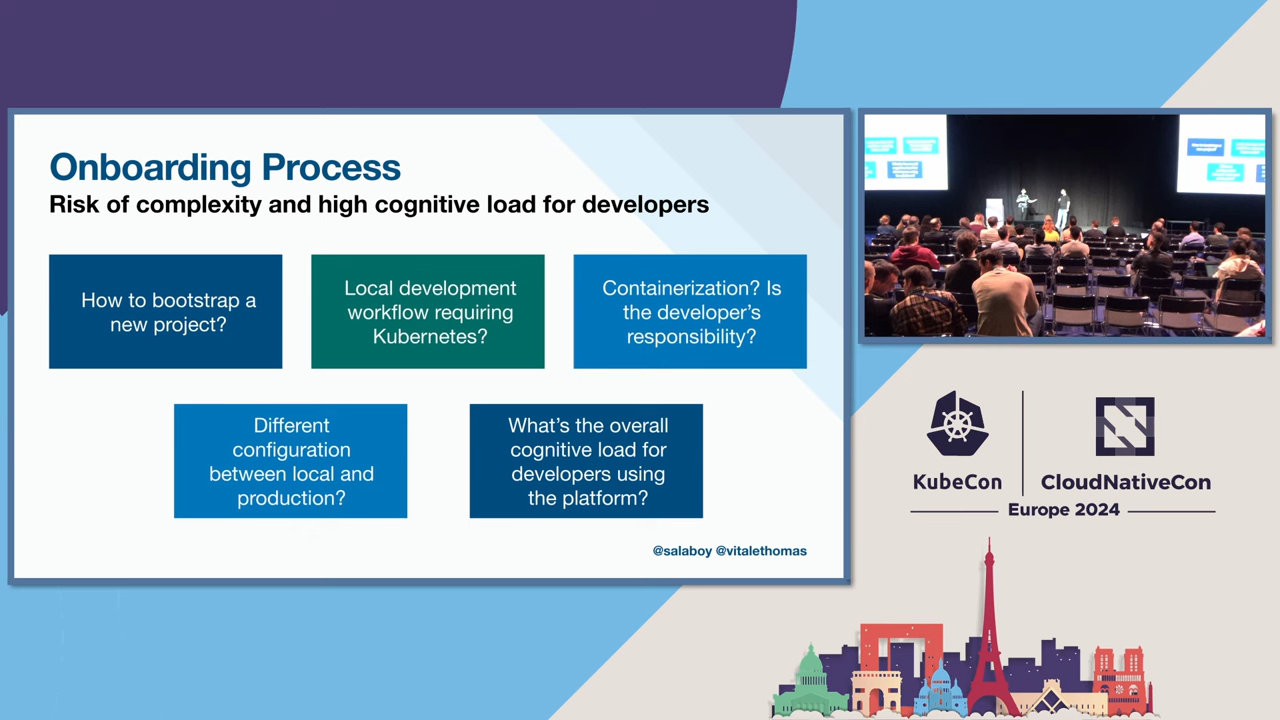 Onboarding Process
Risk of complexity and high cognitive load for developers
How to bootstrap a
new project?
Local development
workflow requiring
Kubernetes?
Containerization? Is
the developer's
responsibility?
Different
configuration
between local and
production?
What's the overall
cognitive load for
developers using
the platform?
@salaboy @vitalethomas
KubeCon
CloudNativeCon
Europe 2024